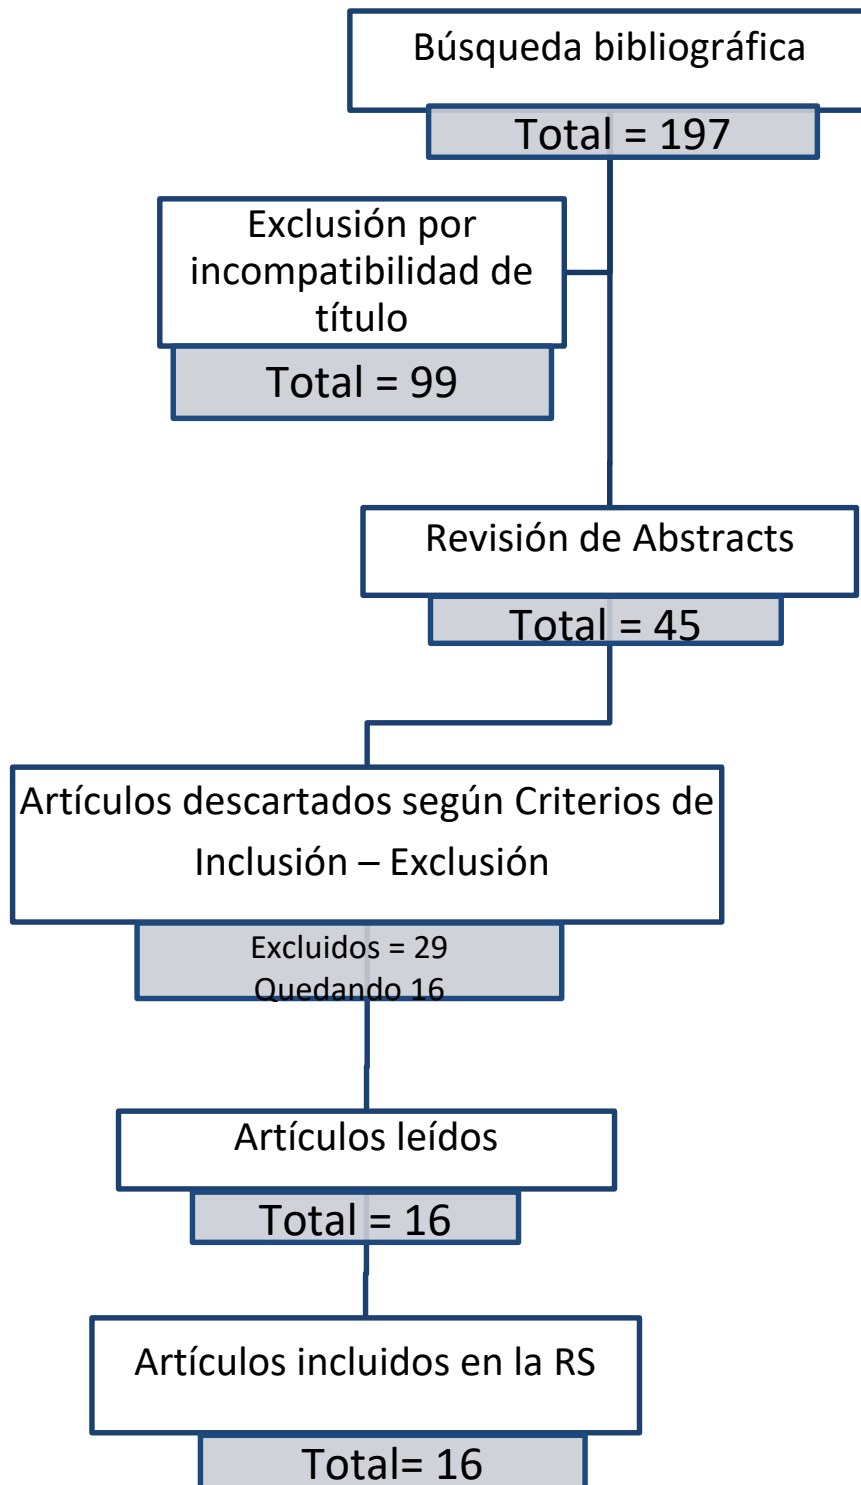 Búsqueda bibliográfica
Total = 197
Exclusión por
incompatibilidad de
título
Total = 99
Revisión de Abstracts
Total = 45
Artículos descartados según Criterios de
Inclusión – Exclusión
Excluidos = 29
Quedando 16
Artículos leídos
Total = 16
Artículos incluidos en la RS
Total= 16